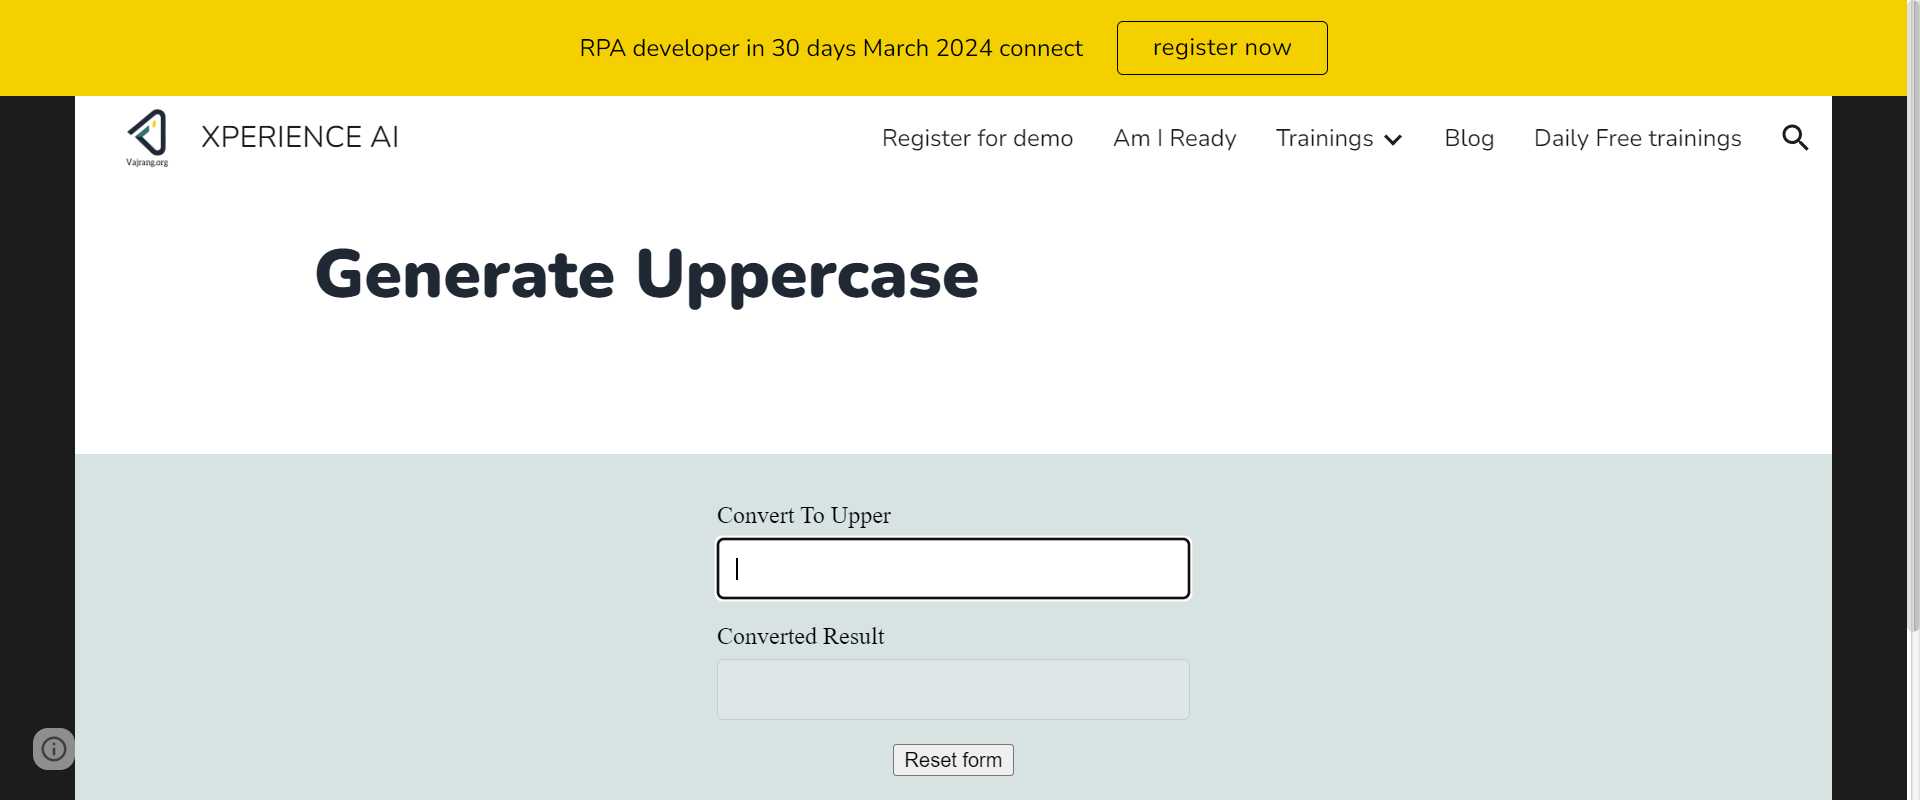 RPA developer in 30 days March 2024 connect
register now
Vajrang.org
XPERIENCE AI
Register for demo
Am I Ready
Trainings
Blog
Daily Free trainings
Generate Uppercase
Convert To Upper
Converted Result
Reset form